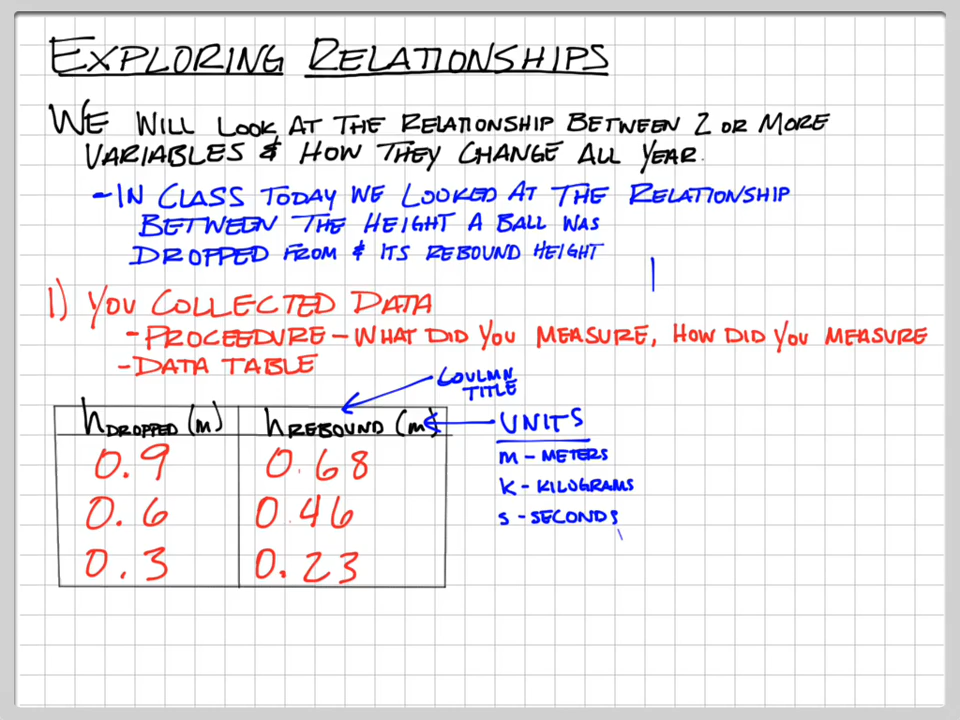 EXPLORING RELATIONSHIPS
WE WILL LOOK AT THE RELATIONSHIP BETWEEN 2 OR MORE
VARIABLES & HOW THEY CHANGE ALL YEAR.
- IN CLASS TODAY WE LOOKED AT THE RELATIONSHIP
BETWEEN THE HEIGHT A BALL WAS
DROPPED FROM & ITS REBOUND HEIGHT
1) YOU COLLECTED DATA
- PROCEEDURE - WHAT DID YOU MEASURE, HOW DID YOU MEASURE
- DATA TABLE
COULMN
TITLE
h DROPPED (m) h REBOUND (m) UNITS
0.9 0.68 m - METERS
K - KILOGRAMS
0.6 0.46 s - SECONDS
0.3 0.23